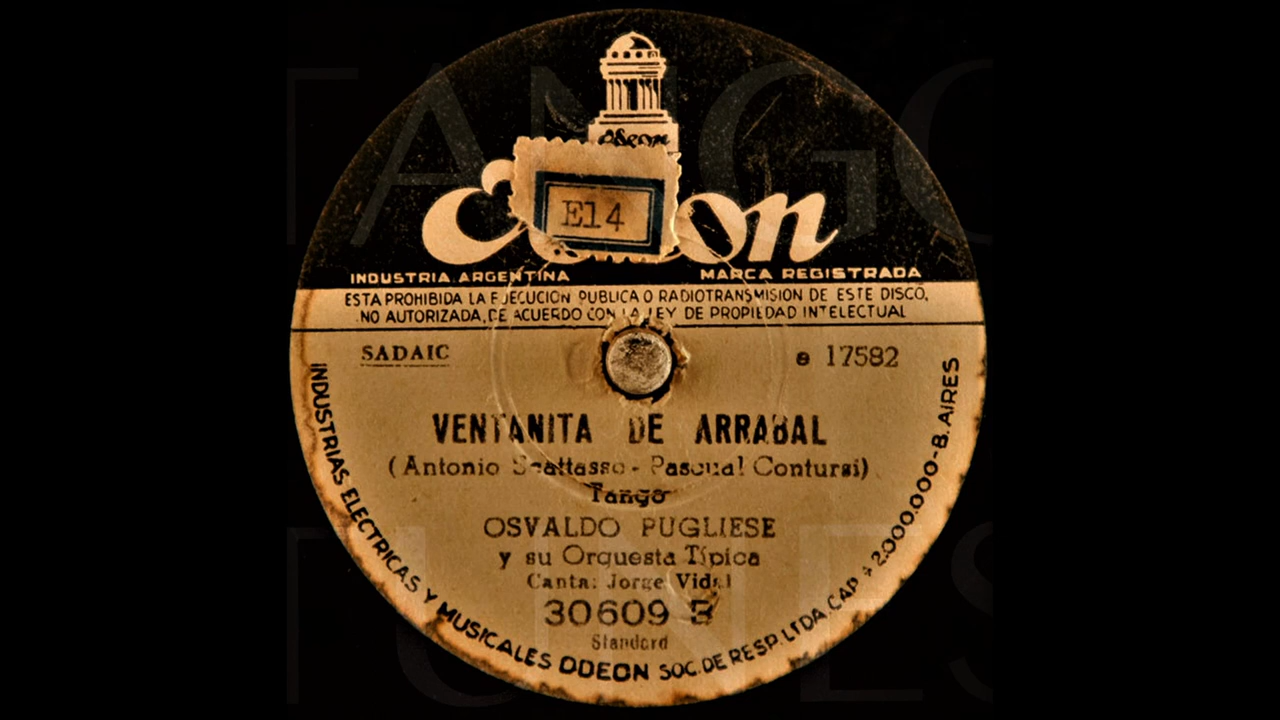 TANGO
Odeon
Odeon
E14
INDUSTRIA ARGENTINA MARCA REGISTRADA
ESTA PROHIBIDA LA EJECUCION PUBLICA O RADIOTRANSMISION DE ESTE DISCO,
NO AUTORIZADA, DE ACUERDO CON LA LEY DE PROPIEDAD INTELECTUAL
SADAIC e 17582
VENTANITA DE ARRABAL
(Antonio Scattasso - Pascual Contursi)
Tango
OSVALDO PUGLIESE
y su Orquesta Típica
Canta: Jorge Vidal
30609 B
Standard
INDUSTRIAS ELECTRICAS Y MUSICALES ODEON SOC. DE RESP. LTDA. CAP. $ 2.000.000-B. AIRES
TUNES